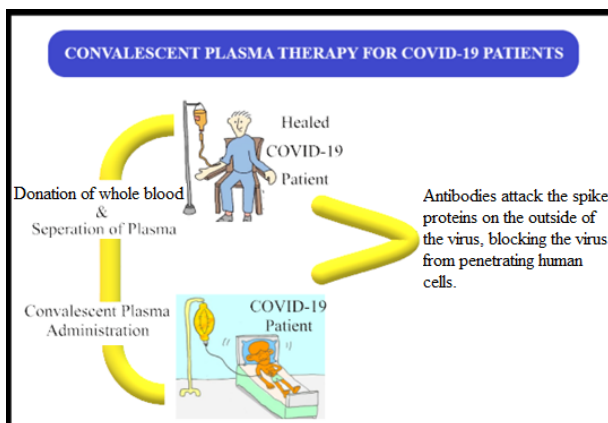 CONVALESCENT PLASMA THERAPY FOR COVID-19 PATIENTS
Healed
COVID-19
Patient
Donation of whole blood
&
Seperation of Plasma
Antibodies attack the spike
proteins on the outside of
the virus, blocking the virus
from penetrating human
cells.
Convalescent Plasma
Administration
COVID-19
Patient